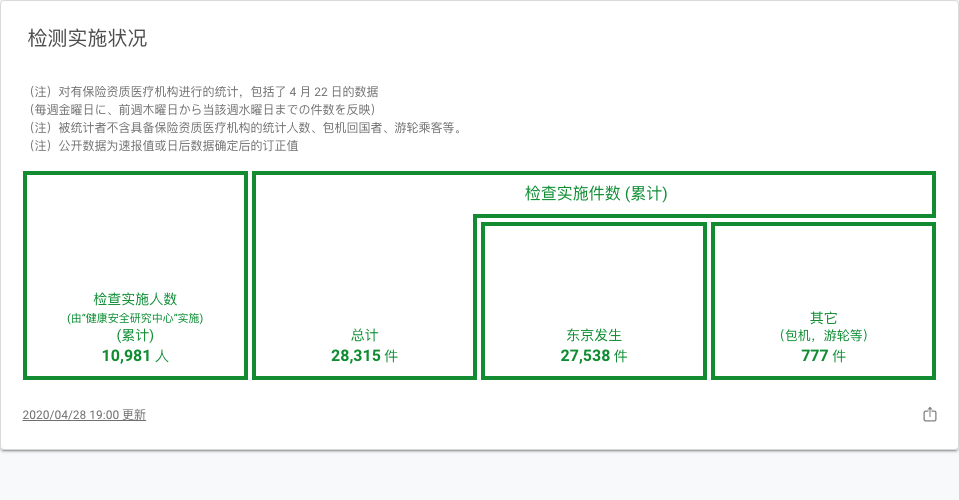 检测实施状况
（注）对有保险资质医疗机构进行的统计，包括了 4 月 22 日的数据
（毎週金曜日に、前週木曜日から当該週水曜日までの件数を反映）
（注）被统计者不含具备保险资质医疗机构的统计人数、包机回国者、游轮乘客等。
（注）公开数据为速报值或日后数据确定后的订正值
检查实施件数 (累计)
检查实施人数
(由“健康安全研究中心”实施)
(累计)
10,981 人
总计
28,315 件
东京发生
27,538 件
其它
（包机，游轮等）
777 件
2020/04/28 19:00 更新